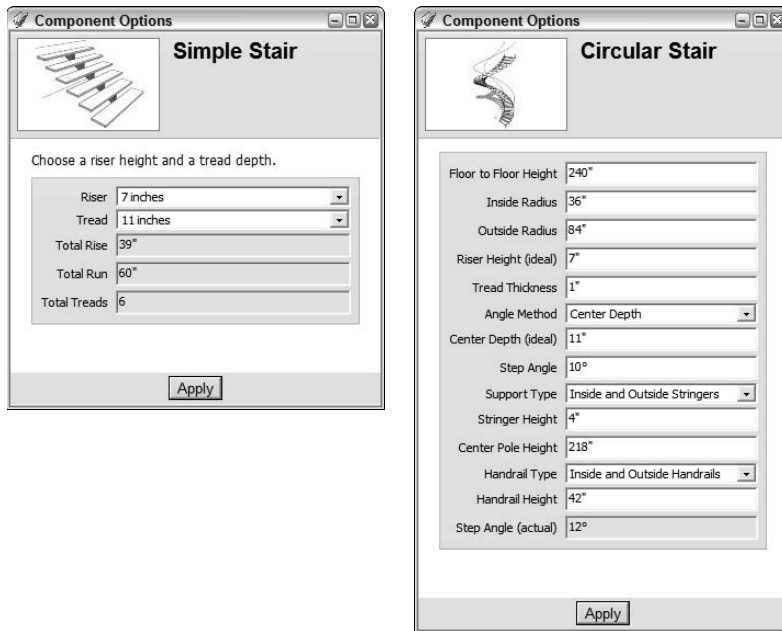 Component Options
Simple Stair
Choose a riser height and a tread depth.
Riser 7 inches
Tread 11 inches
Total Rise 39"
Total Run 60"
Total Treads 6
Apply
Component Options
Circular Stair
Floor to Floor Height 240"
Inside Radius 36"
Outside Radius 84"
Riser Height (ideal) 7"
Tread Thickness 1"
Angle Method Center Depth
Center Depth (ideal) 11"
Step Angle 10°
Support Type Inside and Outside Stringers
Stringer Height 4"
Center Pole Height 218"
Handrail Type Inside and Outside Handrails
Handrail Height 42"
Step Angle (actual) 12°
Apply